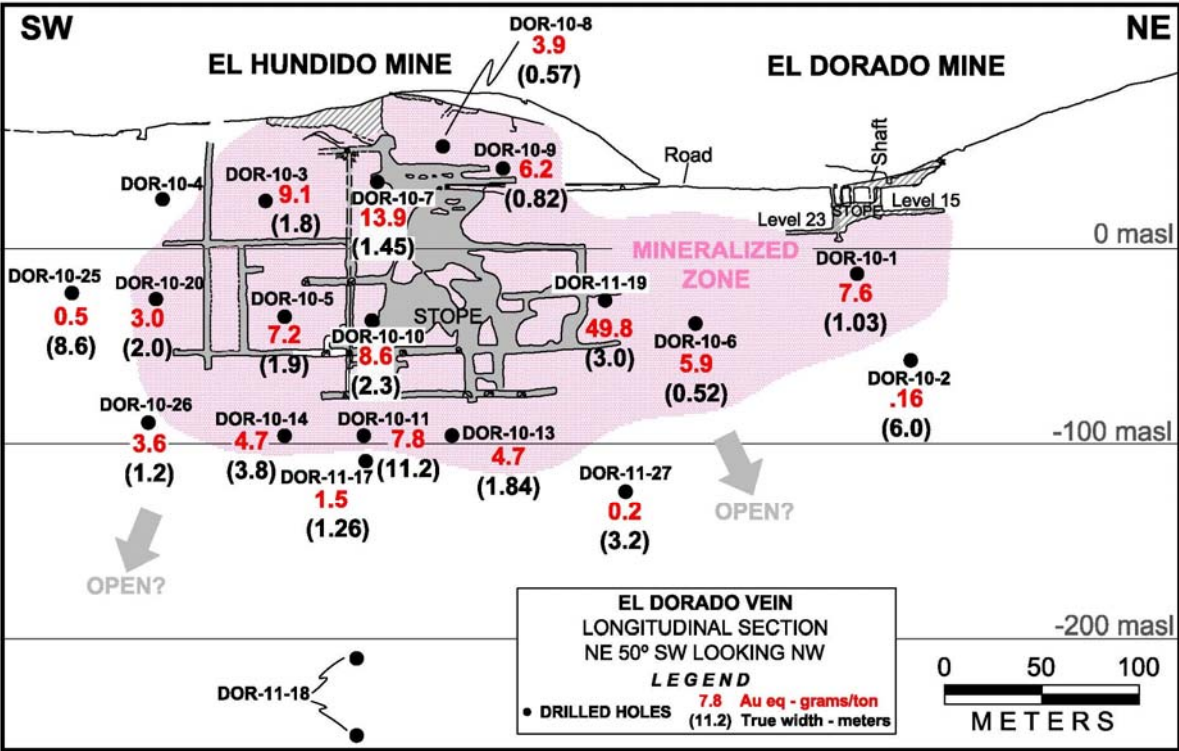 SW
NE
EL HUNDIDO MINE
EL DORADO MINE
DOR-10-8
3.9
(0.57)
DOR-10-9
6.2
(0.82)
Road
Shaft
DOR-10-4
DOR-10-3
9.1
(1.8)
DOR-10-7
13.9
(1.45)
Level 23
STOPE
Level 15
0 masl
MINERALIZED
ZONE
DOR-10-1
7.6
(1.03)
DOR-10-25
0.5
(8.6)
DOR-10-20
3.0
(2.0)
DOR-10-5
7.2
(1.9)
STOPE
DOR-10-10
8.6
(2.3)
DOR-11-19
49.8
(3.0)
DOR-10-6
5.9
(0.52)
DOR-10-2
.16
(6.0)
DOR-10-26
3.6
(1.2)
DOR-10-14
4.7
(3.8)
DOR-10-11
7.8
(11.2)
DOR-10-13
4.7
(1.84)
-100 masl
DOR-11-17
1.5
(1.26)
DOR-11-27
0.2
(3.2)
OPEN?
OPEN?
-200 masl
DOR-11-18
EL DORADO VEIN
LONGITUDINAL SECTION
NE 50º SW LOOKING NW
LEGEND
DRILLED HOLES
7.8 Au eq - grams/ton
(11.2) True width - meters
0 50 100
METERS